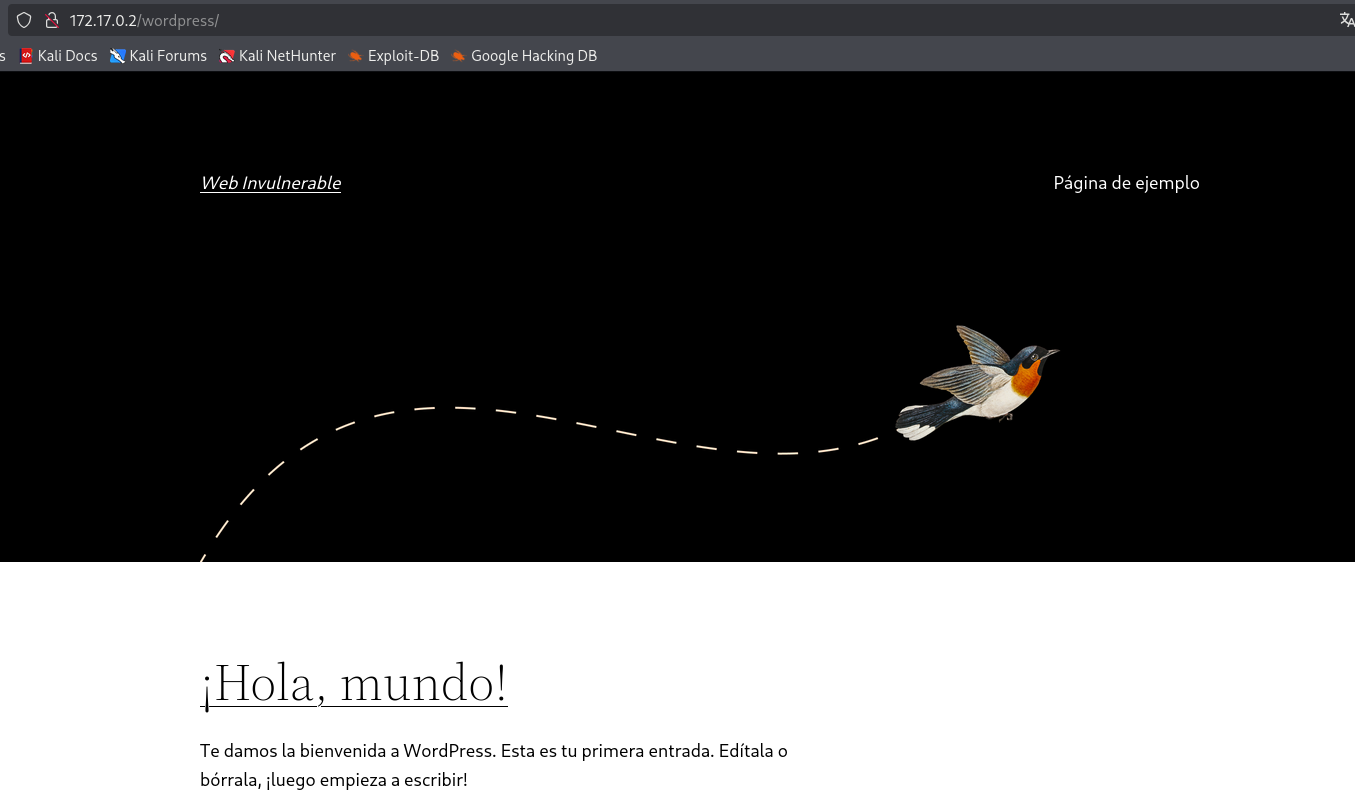 172.17.0.2/wordpress/
s Kali Docs Kali Forums Kali NetHunter Exploit-DB Google Hacking DB
Web Invulnerable Página de ejemplo
¡Hola, mundo!
Te damos la bienvenida a WordPress. Esta es tu primera entrada. Edítala o
bórrala, ¡luego empieza a escribir!